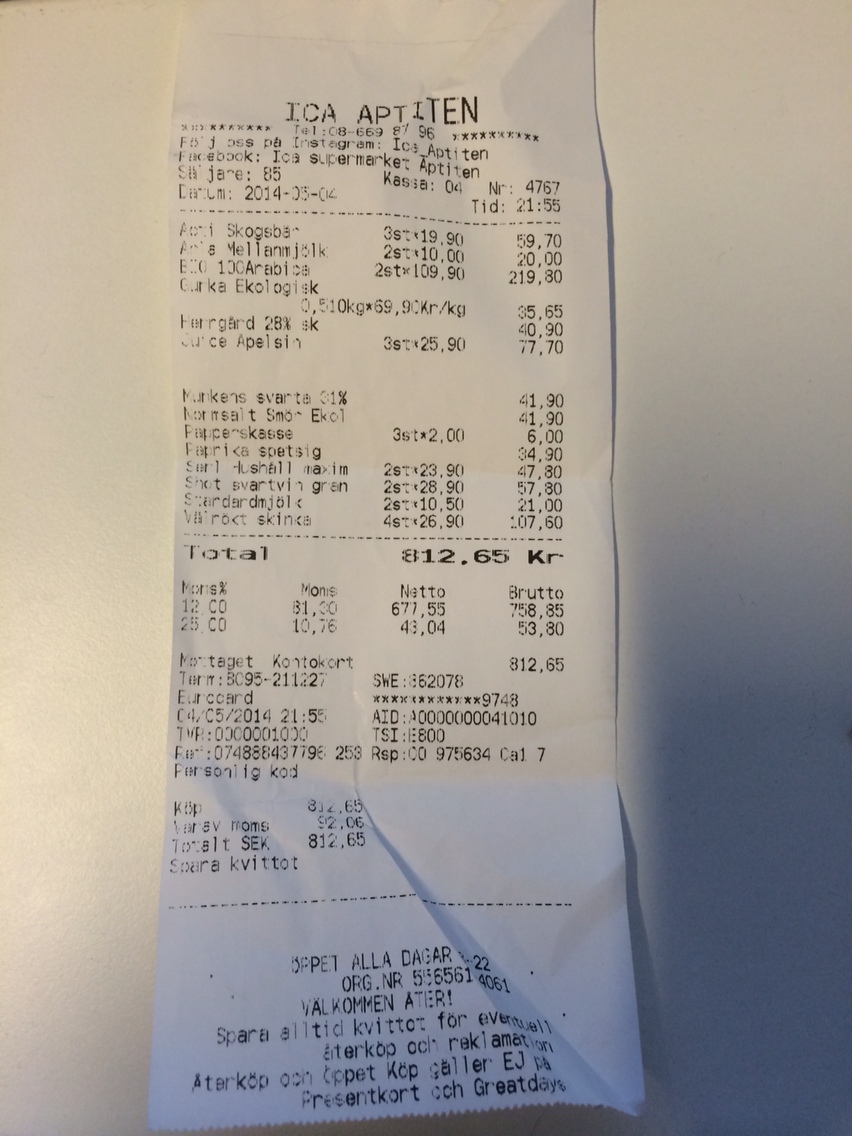 ICA APTITEN
********** Tel:08-669 87 96 **********
Följ oss på Instagram: Ica Aptiten
Facebook: Ica supermarket Aptiten
Säljare: 85 Kassa: 04 Nr: 4767
Datum: 2014-05-04 Tid: 21:55
Skogsbär 3st*19,90 59,70
Arla Mellanmjölk 2st*10,00 20,00
EKO 100Arabica 2st*109,90 219,80
Gurka Ekologisk
0,510kg*69,90Kr/kg 35,65
Herrgård 28% sk 40,90
Juice Apelsin 3st*25,90 77,70
Munkens svarta 31% 41,90
Normsalt Smör Ekol 41,90
Papperskasse 3st*2,00 6,00
Paprika spetsig 34,90
Serl Hushåll maxim 2st*23,90 47,80
Shot svartvin gran 2st*28,90 57,80
Standardmjölk 2st*10,50 21,00
Välrökt skinka 4st*26,90 107,60
Total 812,65 Kr
Moms% Moms Netto Brutto
12,00 81,30 677,55 758,85
25,00 10,76 43,04 53,80
Mottaget Kontokort 812,65
Term:8095-211227 SWE:362078
Eurocard ************9748
04/05/2014 21:55 AID:A0000000041010
TVR:0000001000 TSI:E800
Ref:074888437796 253 Rsp:00 975634 Ca1 7
Personlig kod
Köp 812,65
Varav moms 92,06
Totalt SEK 812,65
Spara kvittot
ÖPPET ALLA DAGAR
ORG.NR 556561 4061
VÄLKOMMEN ÅTER!
Spara alltid kvittot för eventuell
återköp och reklamation
Återköp och Öppet Köp gäller EJ på
Presentkort och Greatdays